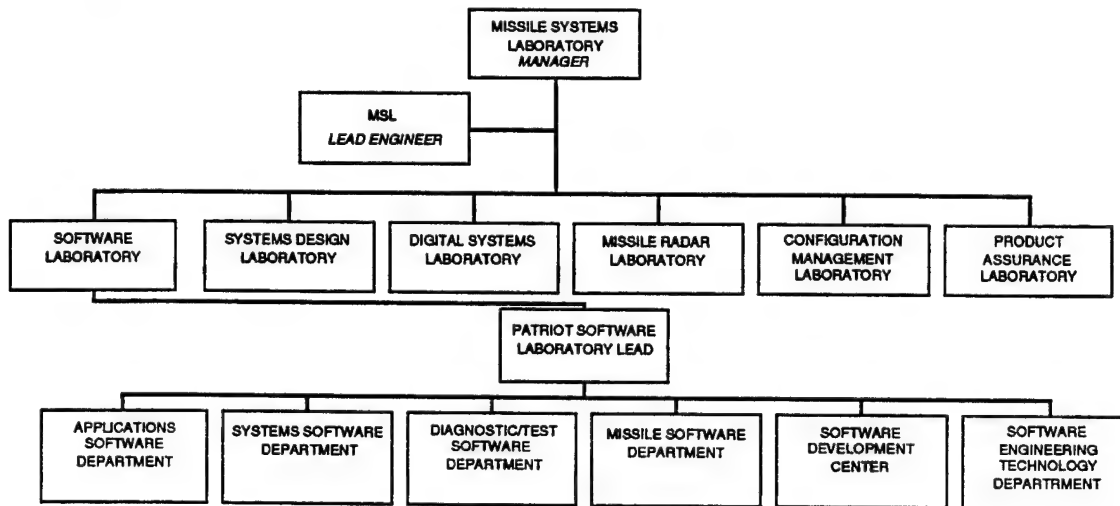 MISSILE SYSTEMS
LABORATORY
MANAGER
MSL
LEAD ENGINEER
SOFTWARE
LABORATORY
SYSTEMS DESIGN
LABORATORY
DIGITAL SYSTEMS
LABORATORY
MISSILE RADAR
LABORATORY
CONFIGURATION
MANAGEMENT
LABORATORY
PRODUCT
ASSURANCE
LABORATORY
PATRIOT SOFTWARE
LABORATORY LEAD
APPLICATIONS
SOFTWARE
DEPARTMENT
SYSTEMS SOFTWARE
DEPARTMENT
DIAGNOSTIC/TEST
SOFTWARE
DEPARTMENT
MISSILE SOFTWARE
DEPARTMENT
SOFTWARE
DEVELOPMENT
CENTER
SOFTWARE
ENGINEERING
TECHNOLOGY
DEPARTRMENT